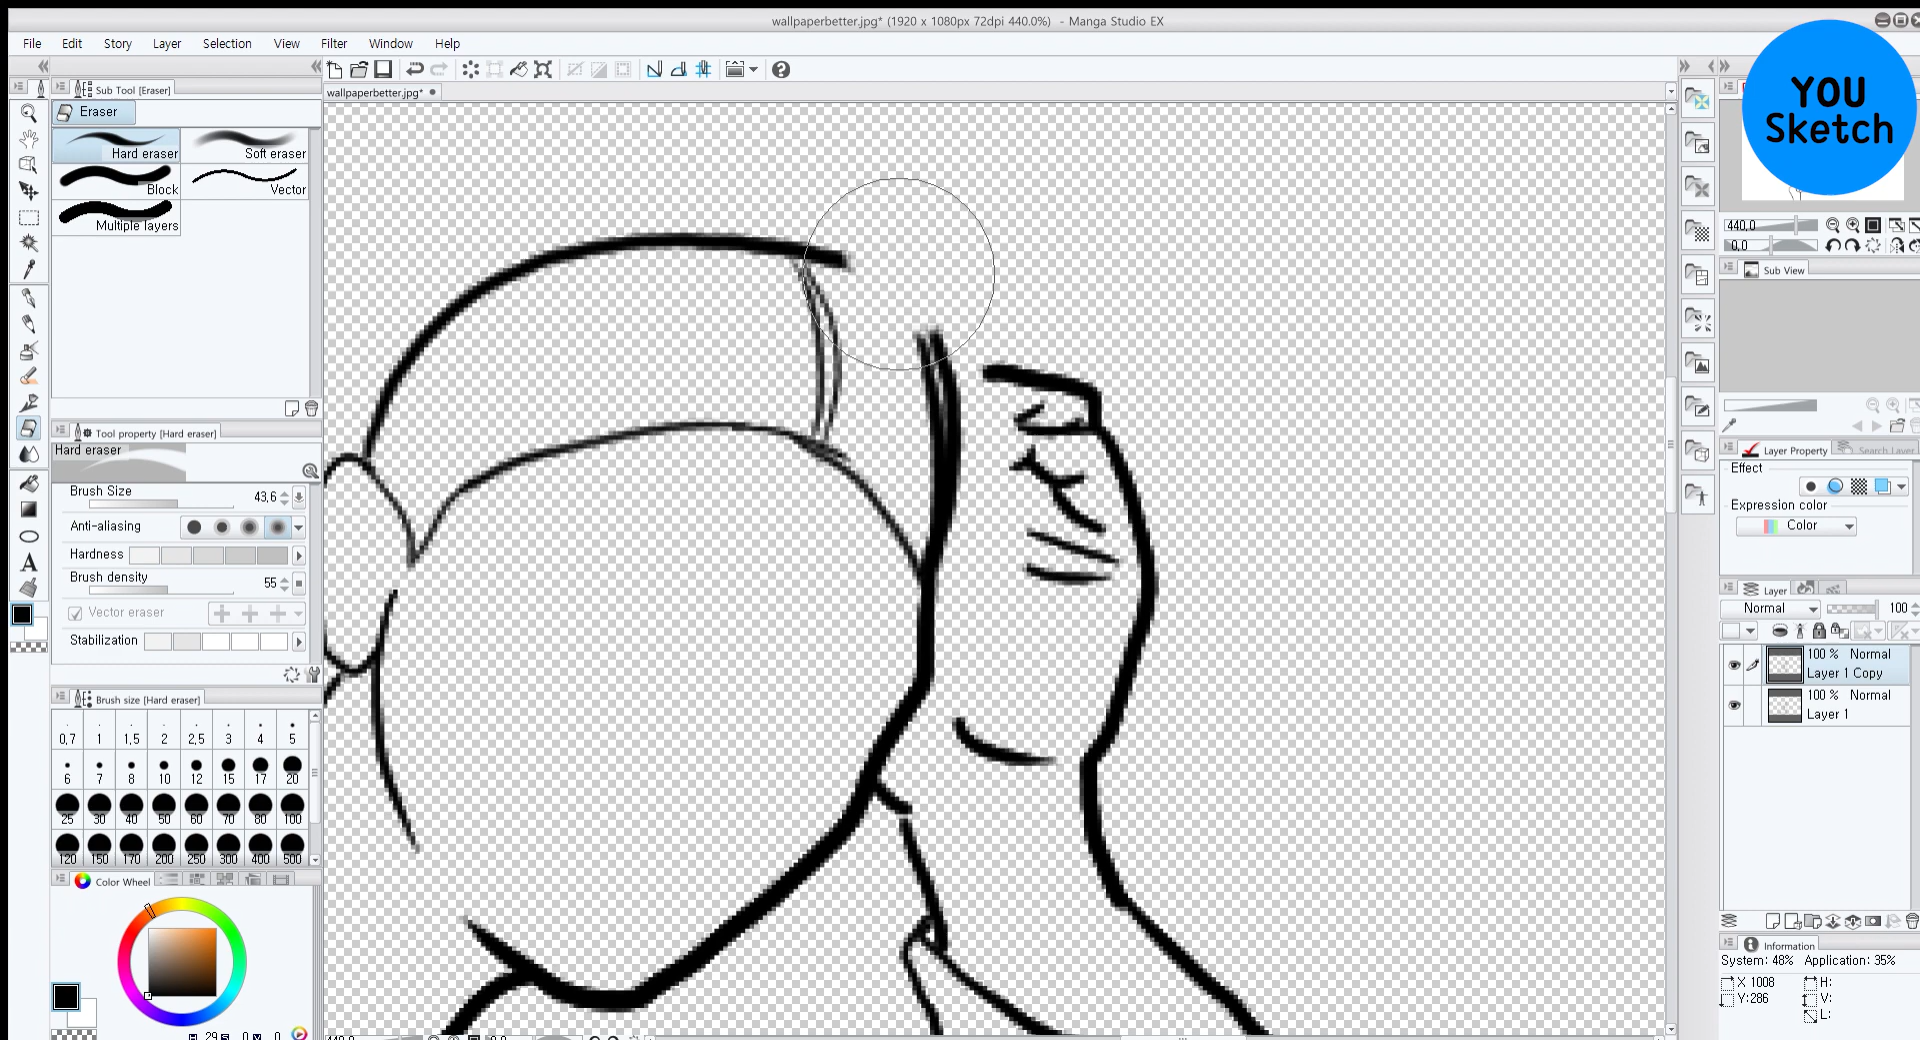 wallpaperbetter.jpg* (1920 x 1080px 72dpi 440.0%) - Manga Studio EX
File Edit Story Layer Selection View Filter Window Help
YOU
Sketch
Sub Tool [Eraser]
wallpaperbetter.jpg*
Eraser
Hard eraser
Soft eraser
Block
Vector
Multiple layers
440,0
0,0
Sub View
Tool property [Hard eraser]
Hard eraser
Brush Size 43,6
Anti-aliasing
Hardness
Brush density 55
Vector eraser
Stabilization
Layer Property
Search Layer
Effect
Expression color
Color
Layer
Normal 100
100 % Normal
Layer 1 Copy
100 % Normal
Layer 1
Brush size [Hard eraser]
0,7 1 1,5 2 2,5 3 4 5
6 7 8 10 12 15 17 20
25 30 40 50 60 70 80 100
120 150 170 200 250 300 400 500
Color Wheel
Information
System: 48% Application: 35%
X 1008 H:
Y:286 V:
L: